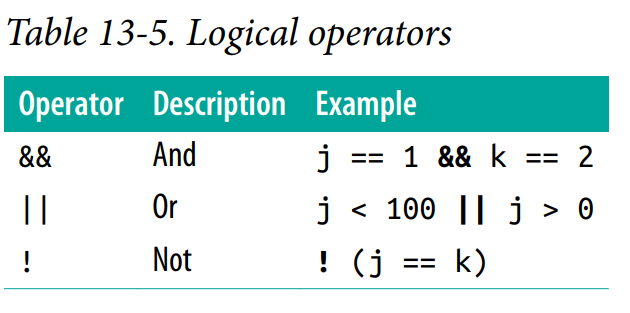 Table 13-5. Logical operators
Operator Description Example
&& And j == 1 && k == 2
|| Or j < 100 || j > 0
! Not ! (j == k)